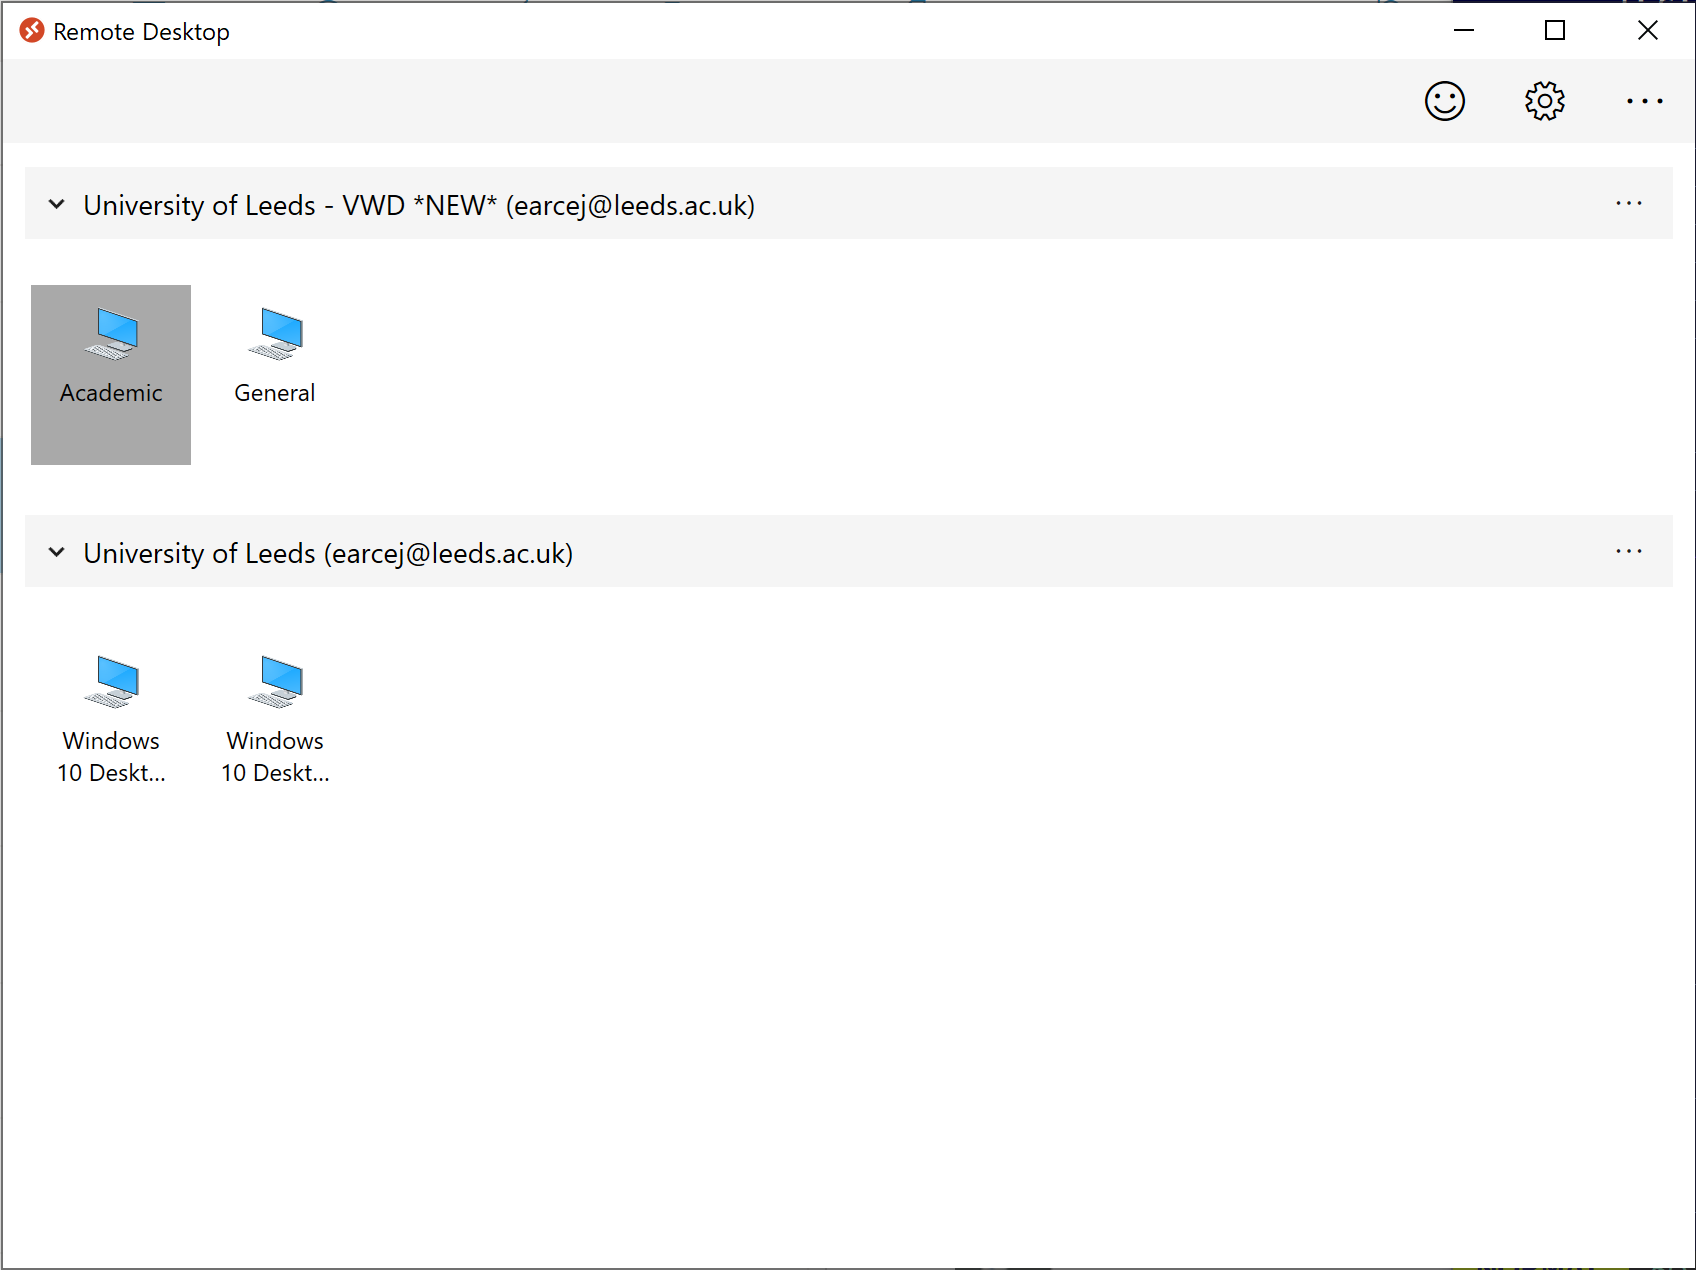 Remote Desktop
University of Leeds - VWD *NEW* (earcej@leeds.ac.uk)
Academic
General
University of Leeds (earcej@leeds.ac.uk)
Windows
10 Deskt...
Windows
10 Deskt...